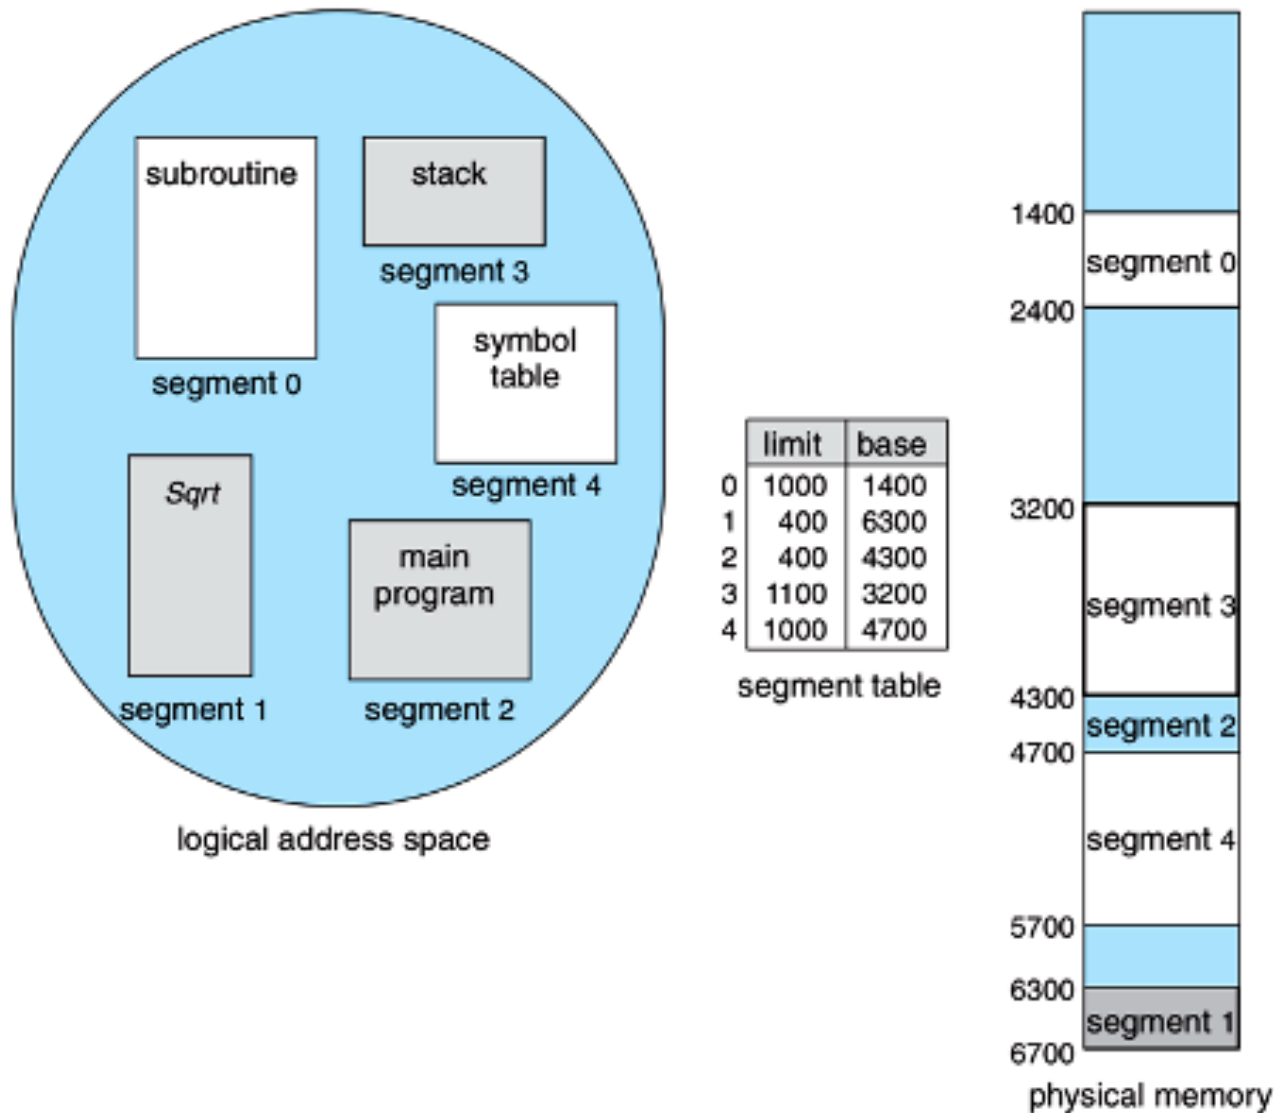 subroutine
segment 0
stack
segment 3
symbol
table
segment 4
Sqrt
segment 1
main
program
segment 2
logical address space
limit base
0 1000 1400
1 400 6300
2 400 4300
3 1100 3200
4 1000 4700
segment table
1400
segment 0
2400
3200
segment 3
4300
segment 2
4700
segment 4
5700
6300
segment 1
6700
physical memory